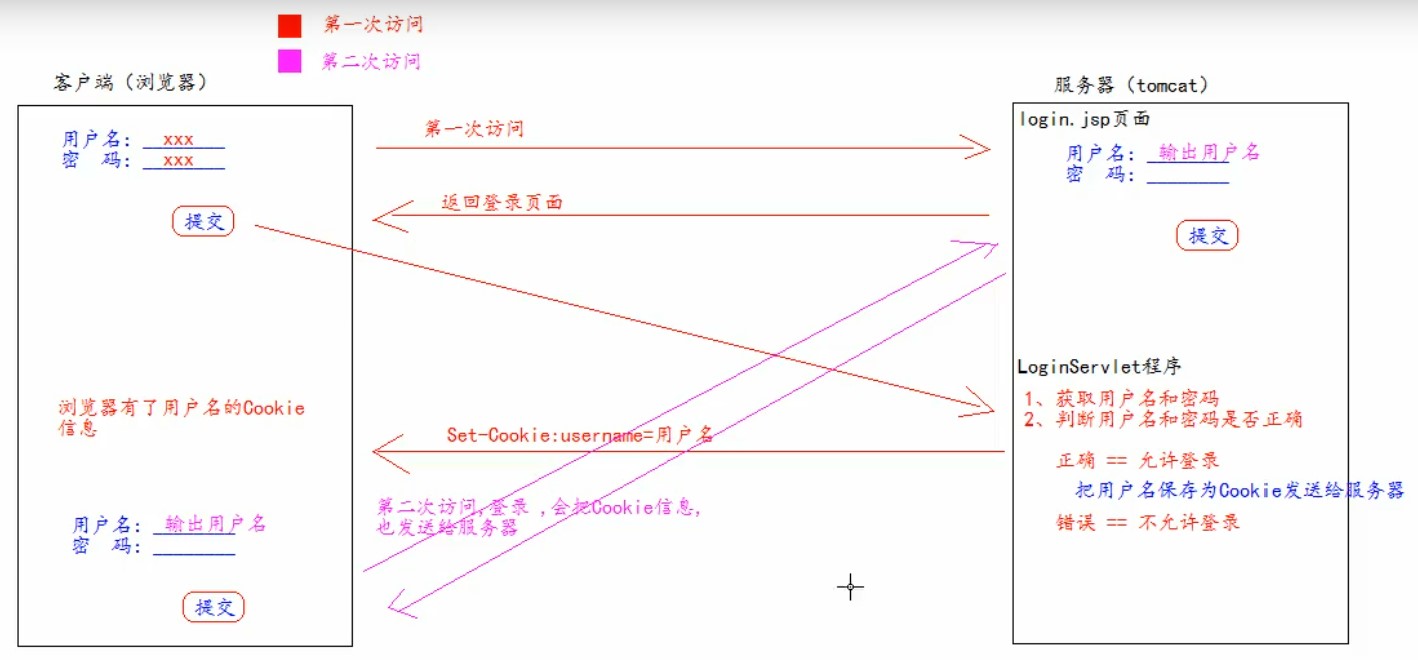 第一次访问
第二次访问
客户端（浏览器）
用户名: xxx
密 码: xxx
提交
浏览器有了用户名的Cookie
信息
用户名: 输出用户名
密 码:
提交
第一次访问
返回登录页面
Set-Cookie:username=用户名
第二次访问,登录 ,会把Cookie信息,
也发送给服务器
服务器（tomcat）
login.jsp页面
用户名: 输出用户名
密 码:
提交
LoginServlet程序
1、获取用户名和密码
2、判断用户名和密码是否正确
正确 == 允许登录
把用户名保存为Cookie发送给服务器
错误 == 不允许登录